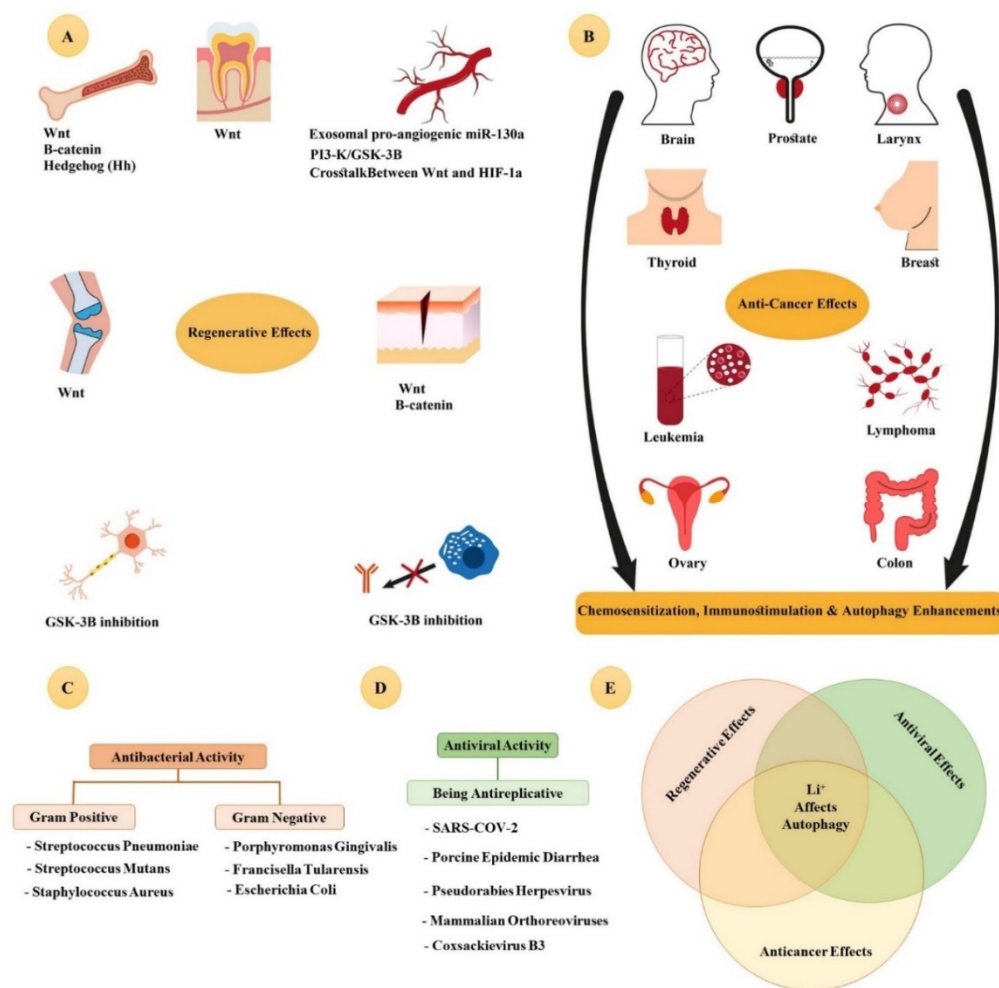 A
Wnt
B-catenin
Hedgehog (Hh)
Wnt
Exosomal pro-angiogenic miR-130a
PI3-K/GSK-3B
CrosstalkBetween Wnt and HIF-1a
Wnt
Regenerative Effects
Wnt
B-catenin
GSK-3B inhibition
GSK-3B inhibition
B
Brain
Prostate
Larynx
Thyroid
Breast
Anti-Cancer Effects
Leukemia
Lymphoma
Ovary
Colon
Chemosensitization, Immunostimulation & Autophagy Enhancements
C
Antibacterial Activity
Gram Positive
- Streptococcus Pneumoniae
- Streptococcus Mutans
- Staphylococcus Aureus
Gram Negative
- Porphyromonas Gingivalis
- Francisella Tularensis
- Escherichia Coli
D
Antiviral Activity
Being Antireplicative
- SARS-COV-2
- Porcine Epidemic Diarrhea
- Pseudorabies Herpesvirus
- Mammalian Orthoreoviruses
- Coxsackievirus B3
E
Regenerative Effects
Antiviral Effects
Li⁺
Affects
Autophagy
Anticancer Effects